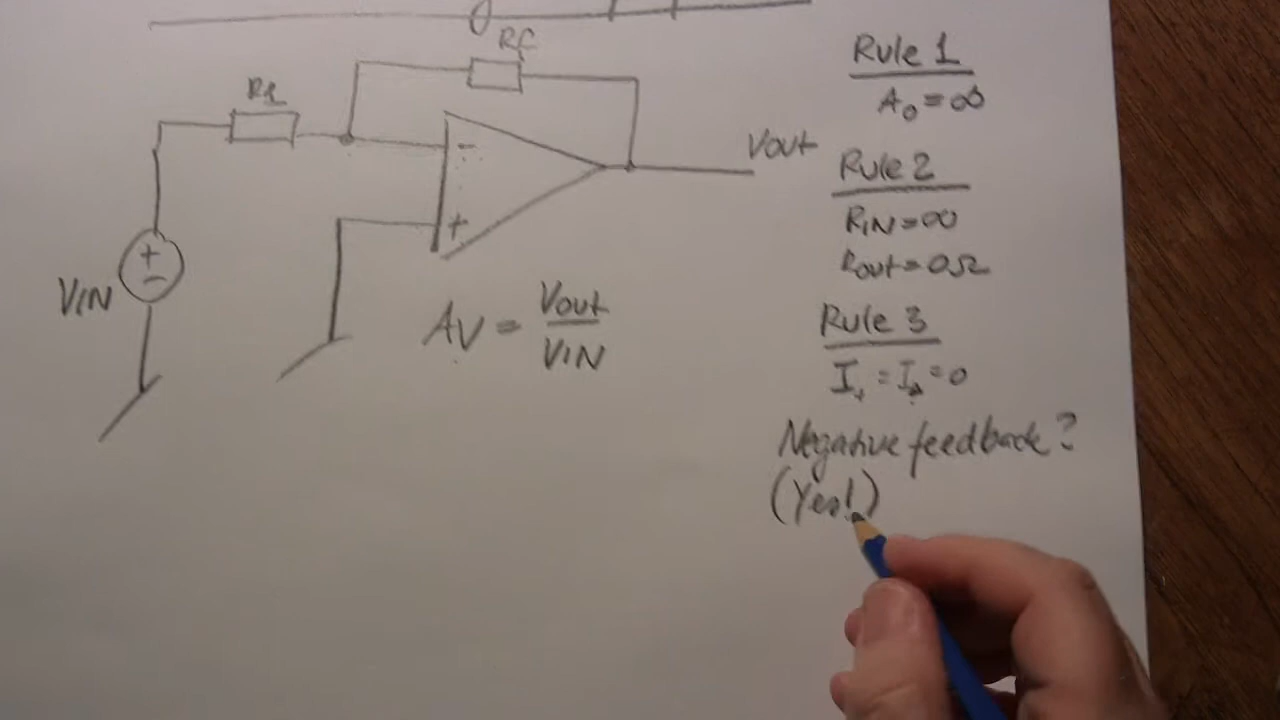 Rf
R1
-
+
Vout
+
-
VIN
AV = Vout
VIN
Rule 1
A0 = ∞
Rule 2
RIN = ∞
Rout = 0Ω
Rule 3
I+ = I- = 0
Negative feedback?
(Yes!)